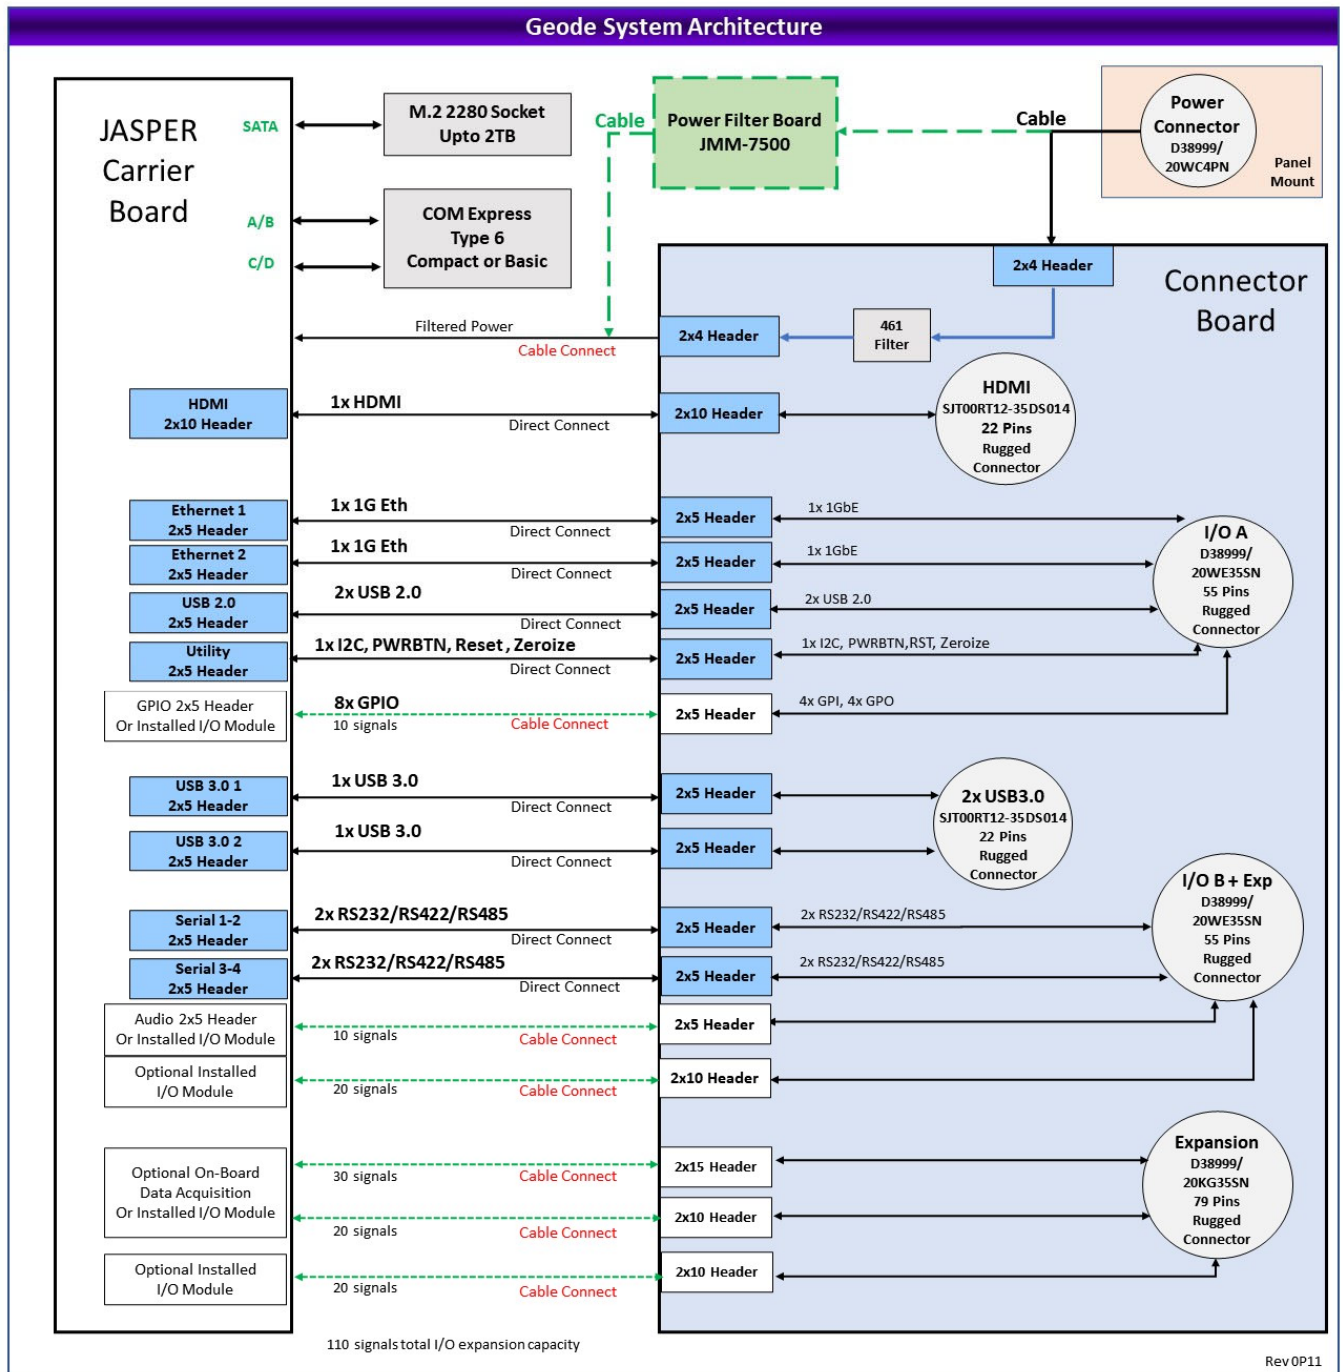 Geode System Architecture
JASPER
Carrier
Board
SATA
A/B
C/D
M.2 2280 Socket
Upto 2TB
COM Express
Type 6
Compact or Basic
Cable
Power Filter Board
JMM-7500
Cable
Power
Connector
D38999/
20WC4PN
Panel
Mount
2x4 Header
Connector
Board
Filtered Power
Cable Connect
2x4 Header
461
Filter
HDMI
2x10 Header
1x HDMI
Direct Connect
2x10 Header
HDMI
SJT00RT12-35DS014
22 Pins
Rugged
Connector
Ethernet 1
2x5 Header
1x 1G Eth
Direct Connect
2x5 Header
1x 1GbE
Ethernet 2
2x5 Header
1x 1G Eth
Direct Connect
2x5 Header
1x 1GbE
USB 2.0
2x5 Header
2x USB 2.0
Direct Connect
2x5 Header
2x USB 2.0
Utility
2x5 Header
1x I2C, PWRBTN, Reset, Zeroize
Direct Connect
2x5 Header
1x I2C, PWRBTN,RST, Zeroize
GPIO 2x5 Header
Or Installed I/O Module
8x GPIO
10 signals
Cable Connect
2x5 Header
4x GPI, 4x GPO
I/O A
D38999/
20WE35SN
55 Pins
Rugged
Connector
USB 3.0 1
2x5 Header
1x USB 3.0
Direct Connect
2x5 Header
USB 3.0 2
2x5 Header
1x USB 3.0
Direct Connect
2x5 Header
2x USB3.0
SJT00RT12-35DS014
22 Pins
Rugged
Connector
Serial 1-2
2x5 Header
2x RS232/RS422/RS485
Direct Connect
2x5 Header
2x RS232/RS422/RS485
Serial 3-4
2x5 Header
2x RS232/RS422/RS485
Direct Connect
2x5 Header
2x RS232/RS422/RS485
I/O B + Exp
D38999/
20WE35SN
55 Pins
Rugged
Connector
Audio 2x5 Header
Or Installed I/O Module
10 signals
Cable Connect
2x5 Header
Optional Installed
I/O Module
20 signals
Cable Connect
2x10 Header
Optional On-Board
Data Acquisition
Or Installed I/O Module
30 signals
Cable Connect
2x15 Header
20 signals
Cable Connect
2x10 Header
Expansion
D38999/
20KG35SN
79 Pins
Rugged
Connector
Optional Installed
I/O Module
20 signals
Cable Connect
2x10 Header
110 signals total I/O expansion capacity
Rev 0P11